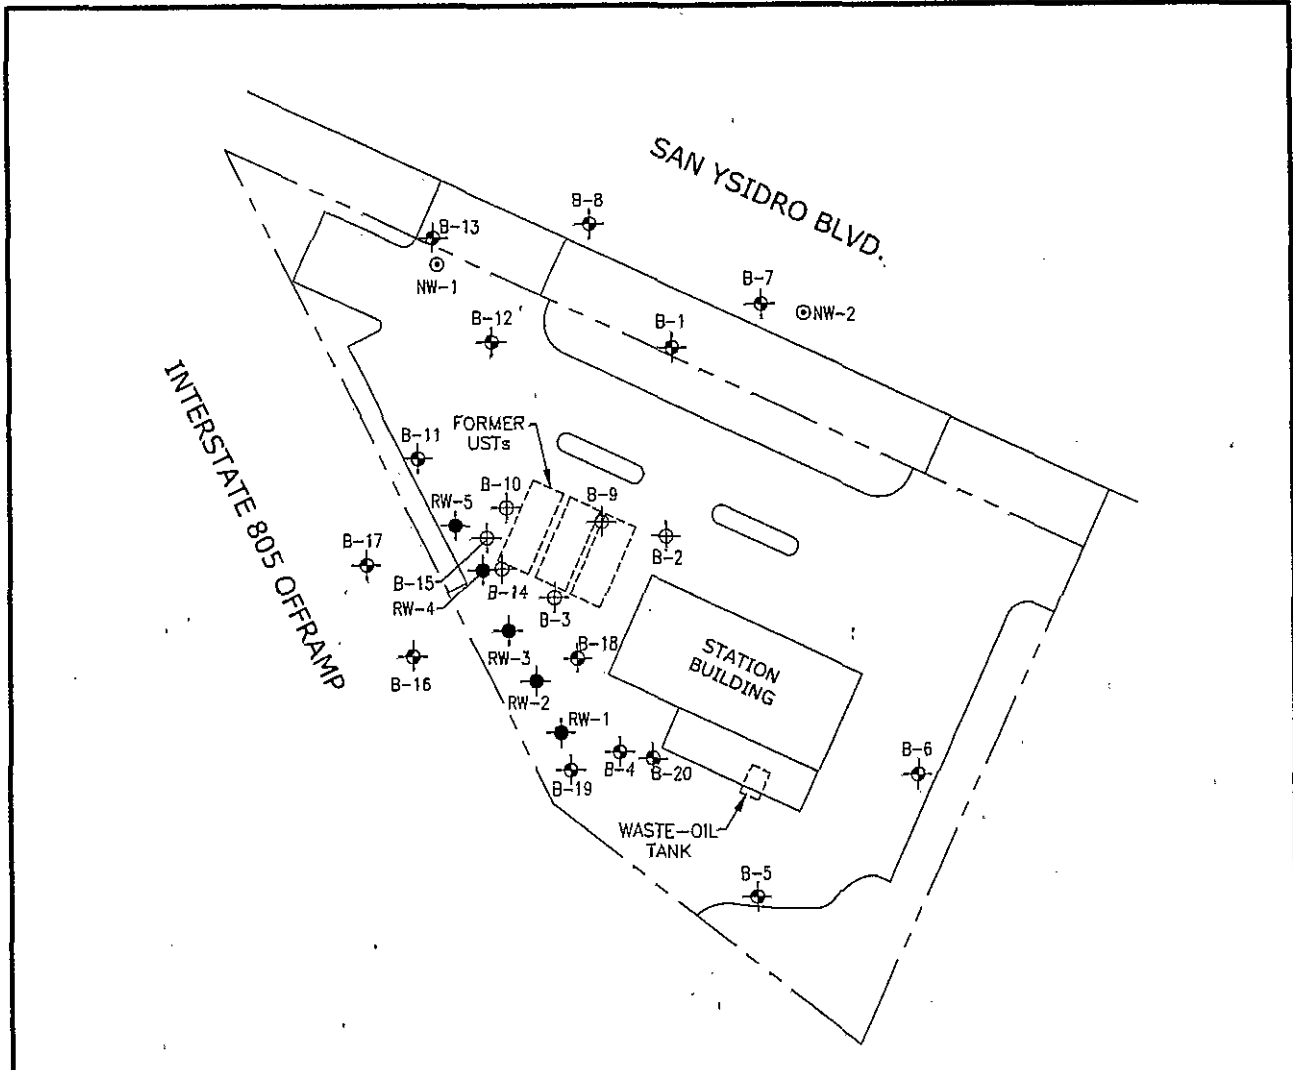 SAN YSIDRO BLVD.
B-8
B-13
NW-1
B-7
NW-2
B-12
B-1
INTERSTATE 805 OFFRAMP
FORMER
USTs
B-11
B-10
B-9
RW-5
B-2
B-17
B-15
B-14
RW-4
B-3
RW-3
B-18
STATION
BUILDING
B-16
RW-2
RW-1
B-4
B-20
B-6
B-19
WASTE-OIL
TANK
B-5